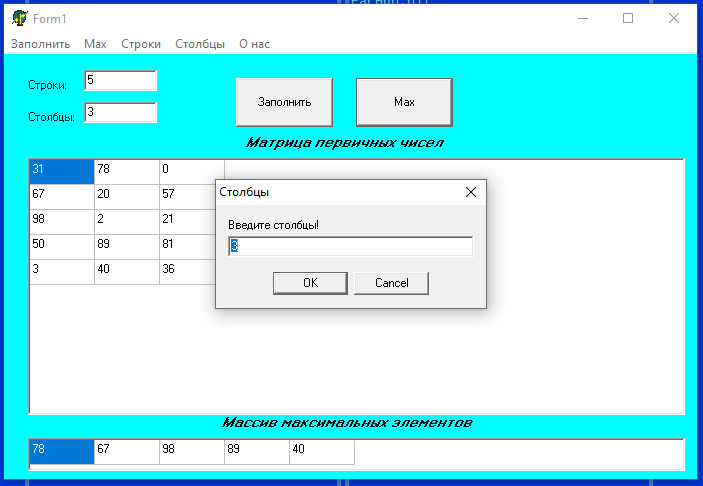 Form1
Заполнить Max Строки Столбцы О нас
Строки: 5
Столбцы: 3
Заполнить Max
Матрица первичных чисел
31 78 0
67 20 57
98 2 21
50 89 81
3 40 36
Столбцы
Введите столбцы!
3
OK Cancel
Массив максимальных элементов
78 67 98 89 40